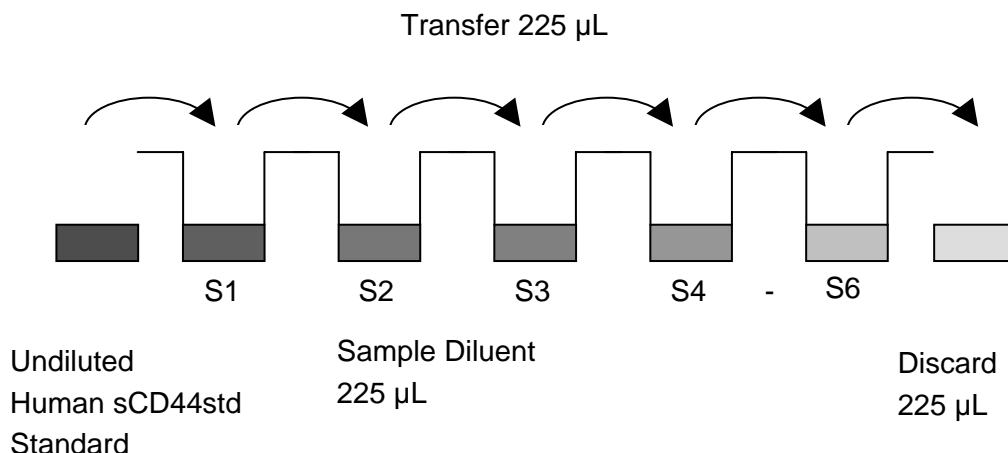 Transfer 225 µL
S1 S2 S3 S4 - S6
Undiluted
Human sCD44std
Standard
Sample Diluent
225 µL
Discard
225 µL